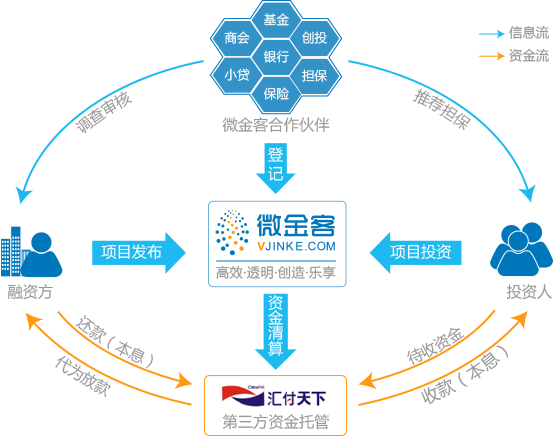 基金
商会
创投
银行
小贷
担保
保险
信息流
资金流
微金客合作伙伴
调查审核
推荐担保
登记
微金客
VJINKE.COM
高效·透明·创造·乐享
项目发布
项目投资
融资方
投资人
资金清算
还款(本息)
代为放款
待收资金
收款(本息)
ChinaPnR
汇付天下
第三方资金托管